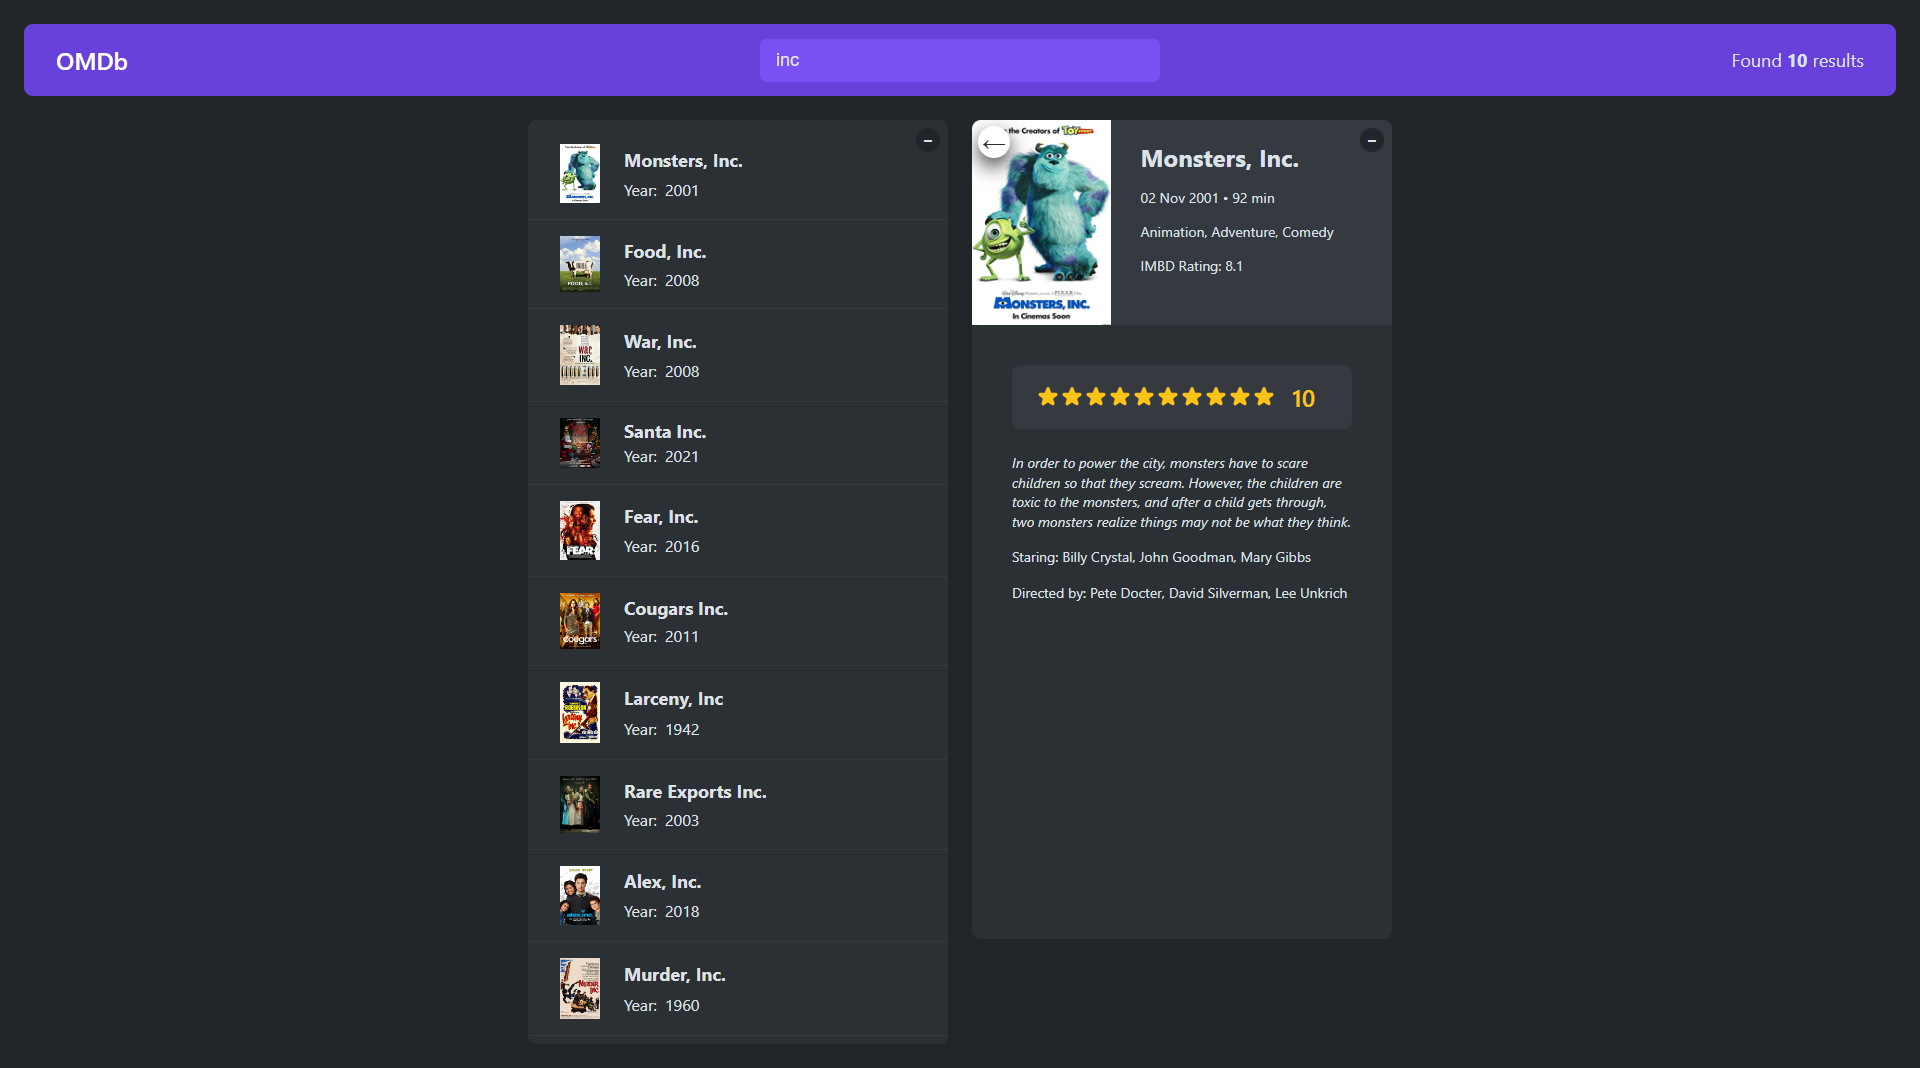 OMDb
inc
Found 10 results
Monsters, Inc.
Year: 2001
Food, Inc.
Year: 2008
War, Inc.
Year: 2008
Santa Inc.
Year: 2021
Fear, Inc.
Year: 2016
Cougars Inc.
Year: 2011
Larceny, Inc
Year: 1942
Rare Exports Inc.
Year: 2003
Alex, Inc.
Year: 2018
Murder, Inc.
Year: 1960
the Creators of TOY STORY
MONSTERS, INC.
In Cinemas Soon
Monsters, Inc.
02 Nov 2001 • 92 min
Animation, Adventure, Comedy
IMBD Rating: 8.1
10
In order to power the city, monsters have to scare
children so that they scream. However, the children are
toxic to the monsters, and after a child gets through,
two monsters realize things may not be what they think.
Staring: Billy Crystal, John Goodman, Mary Gibbs
Directed by: Pete Docter, David Silverman, Lee Unkrich